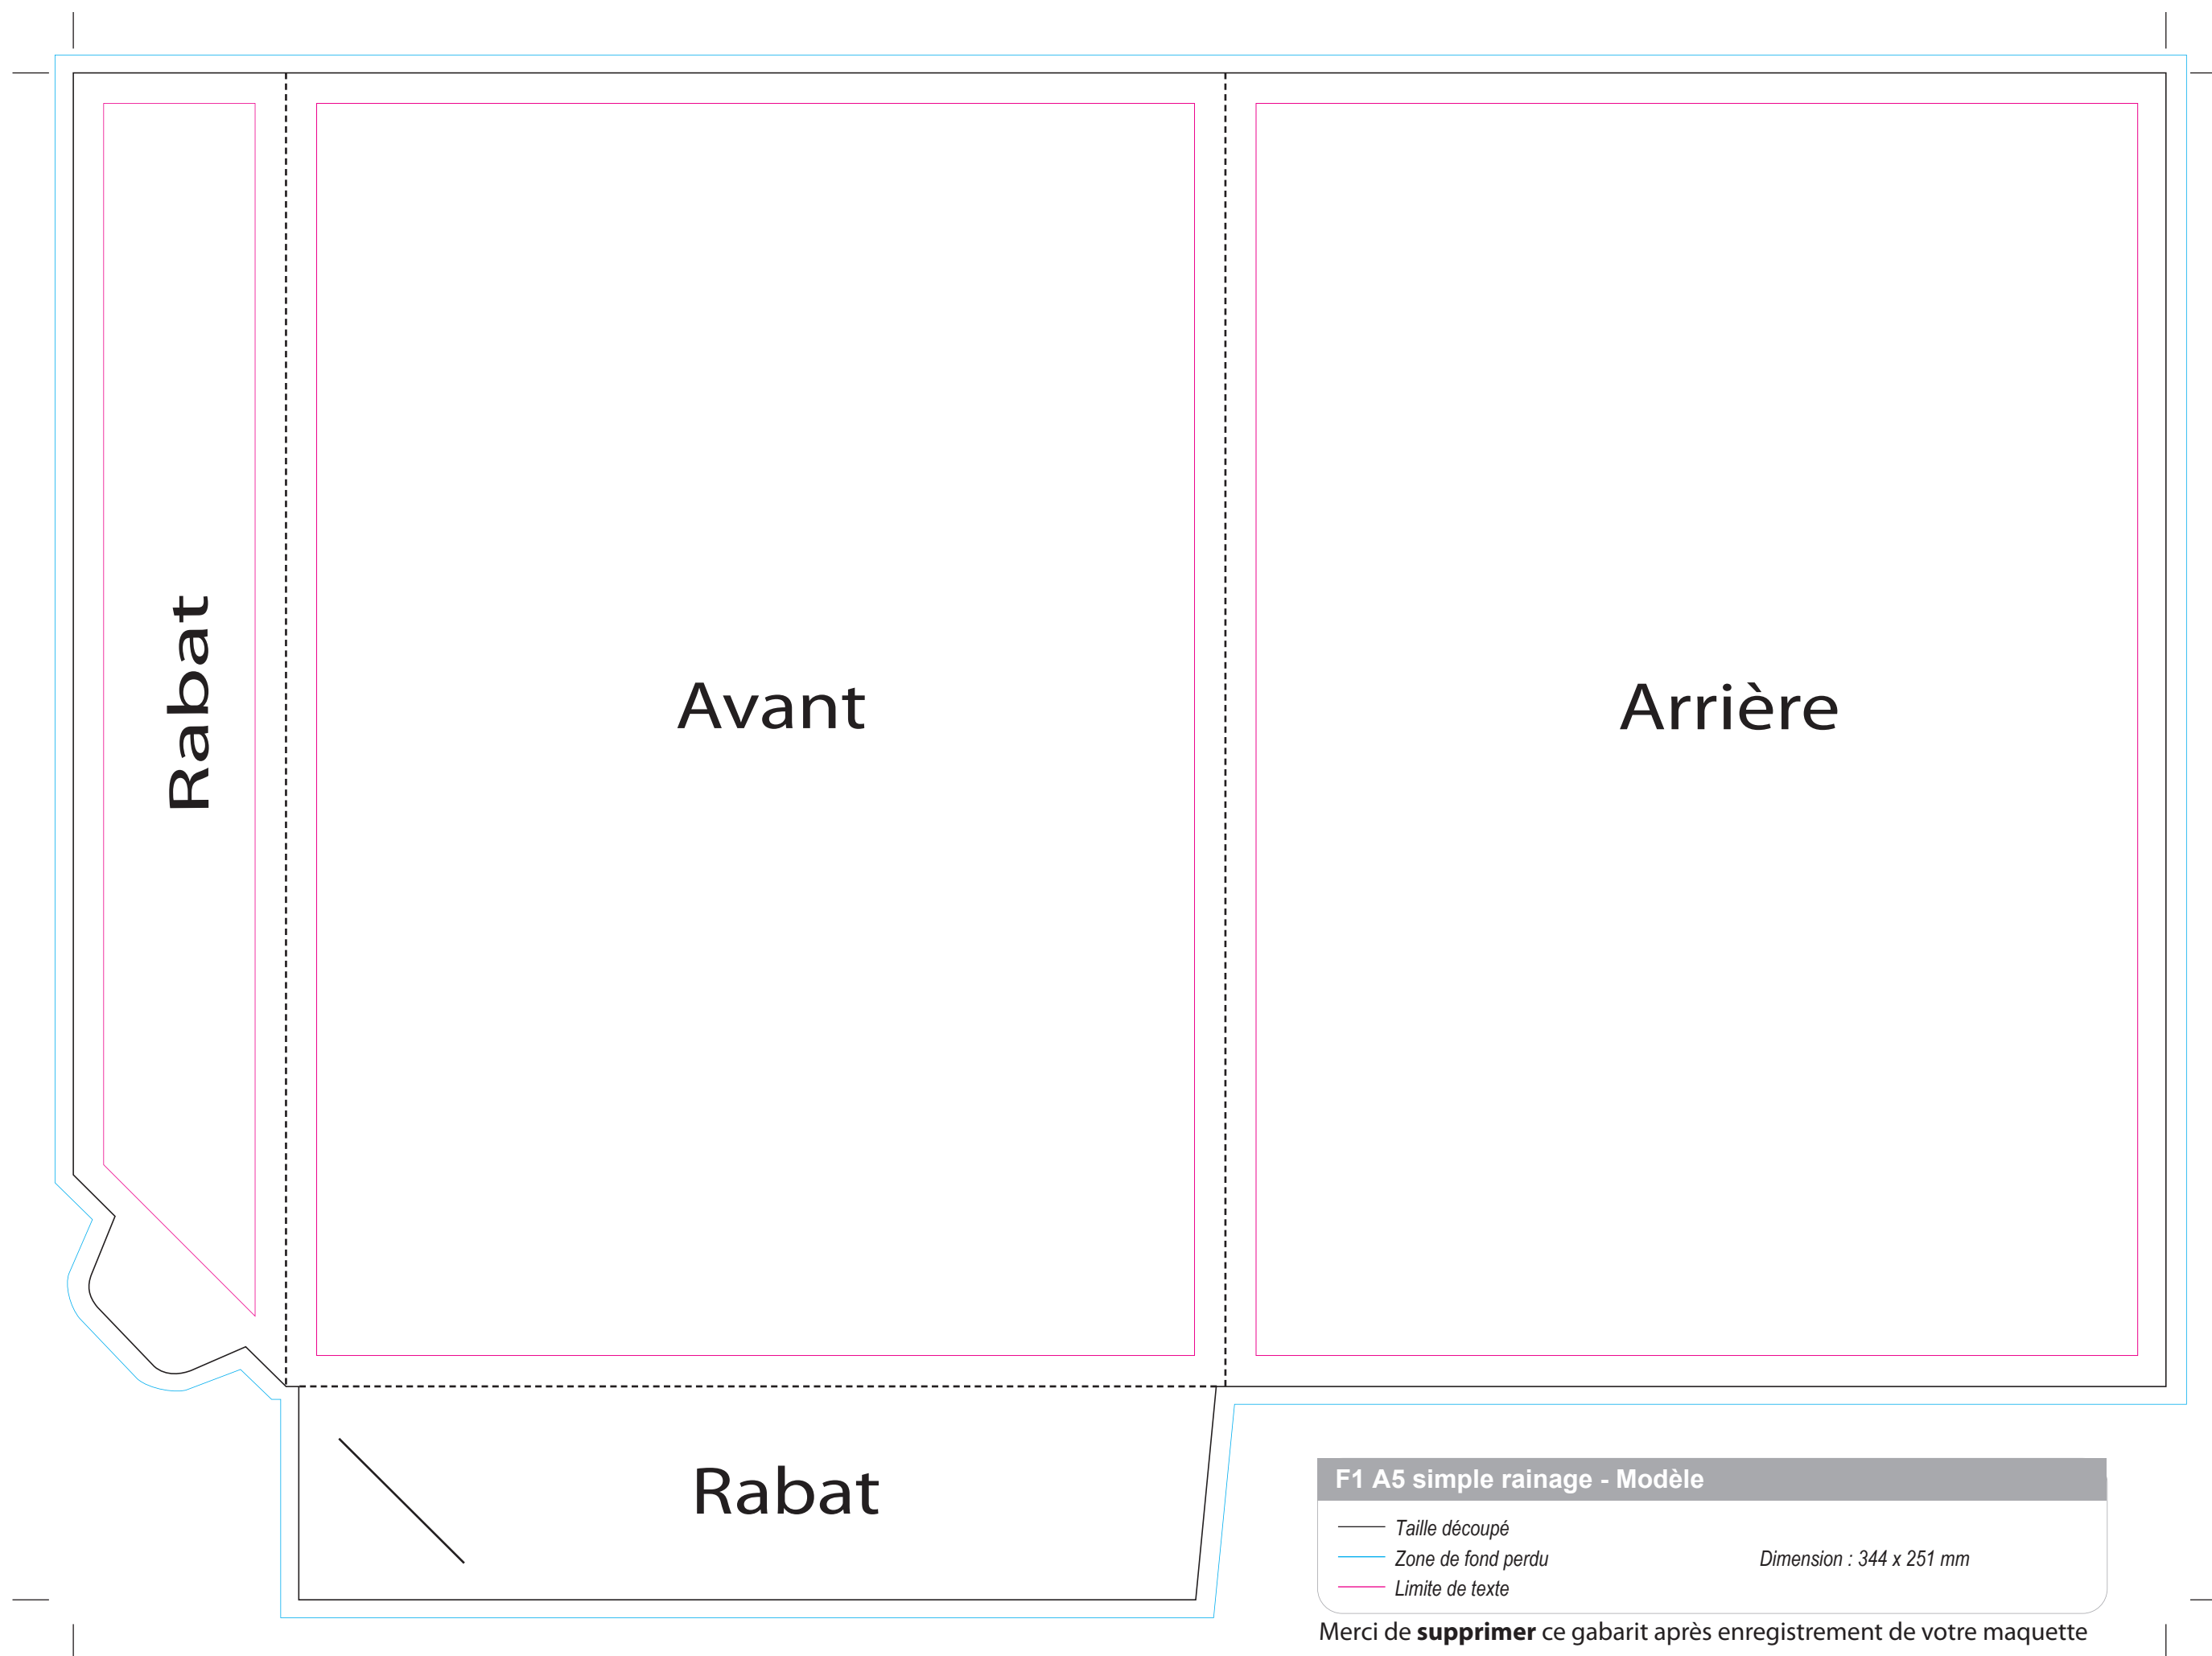 Rabat
Avant
Arrière
Rabat
F1 A5 simple rainage - Modèle
Taille découpé
Zone de fond perdu
Dimension : 344 x 251 mm
Limite de texte
Merci de supprimer ce gabarit après enregistrement de votre maquette